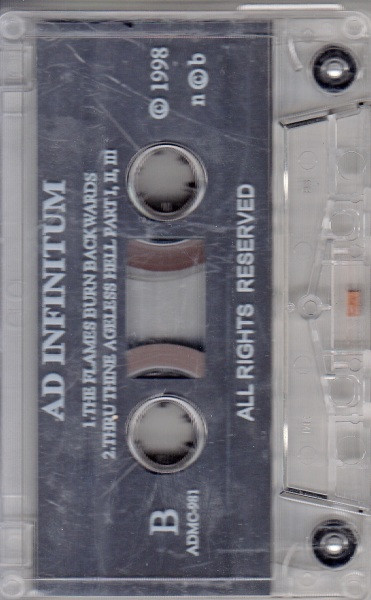 AD INFINITUM
1.THE FLAMES BURN BACKWARDS
2.THRU THINE AGELESS HELL PART I, II, III
B
ADMC-981
© 1998
n © b
ALL RIGHTS RESERVED